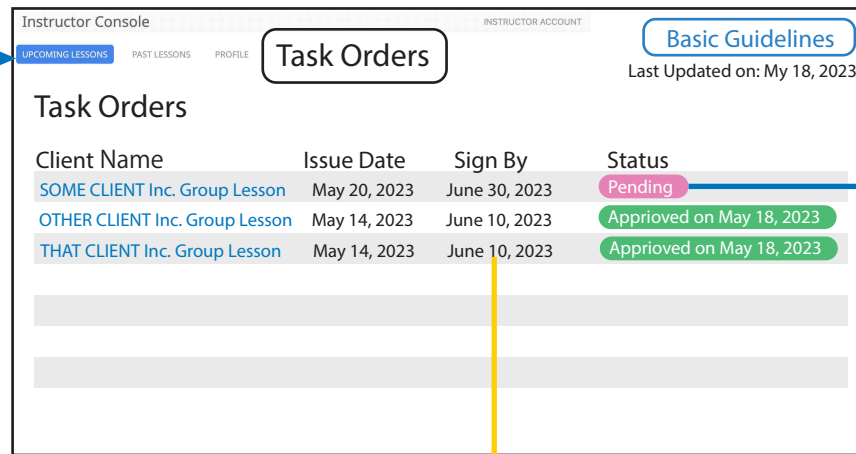 Instructor Console
INSTRUCTOR ACCOUNT
UPCOMING LESSONS PAST LESSONS PROFILE Task Orders
Basic Guidelines
Last Updated on: My 18, 2023
Task Orders
Client Name Issue Date Sign By Status
SOME CLIENT Inc. Group Lesson May 20, 2023 June 30, 2023 Pending
OTHER CLIENT Inc. Group Lesson May 14, 2023 June 10, 2023 Apprioved on May 18, 2023
THAT CLIENT Inc. Group Lesson May 14, 2023 June 10, 2023 Apprioved on May 18, 2023